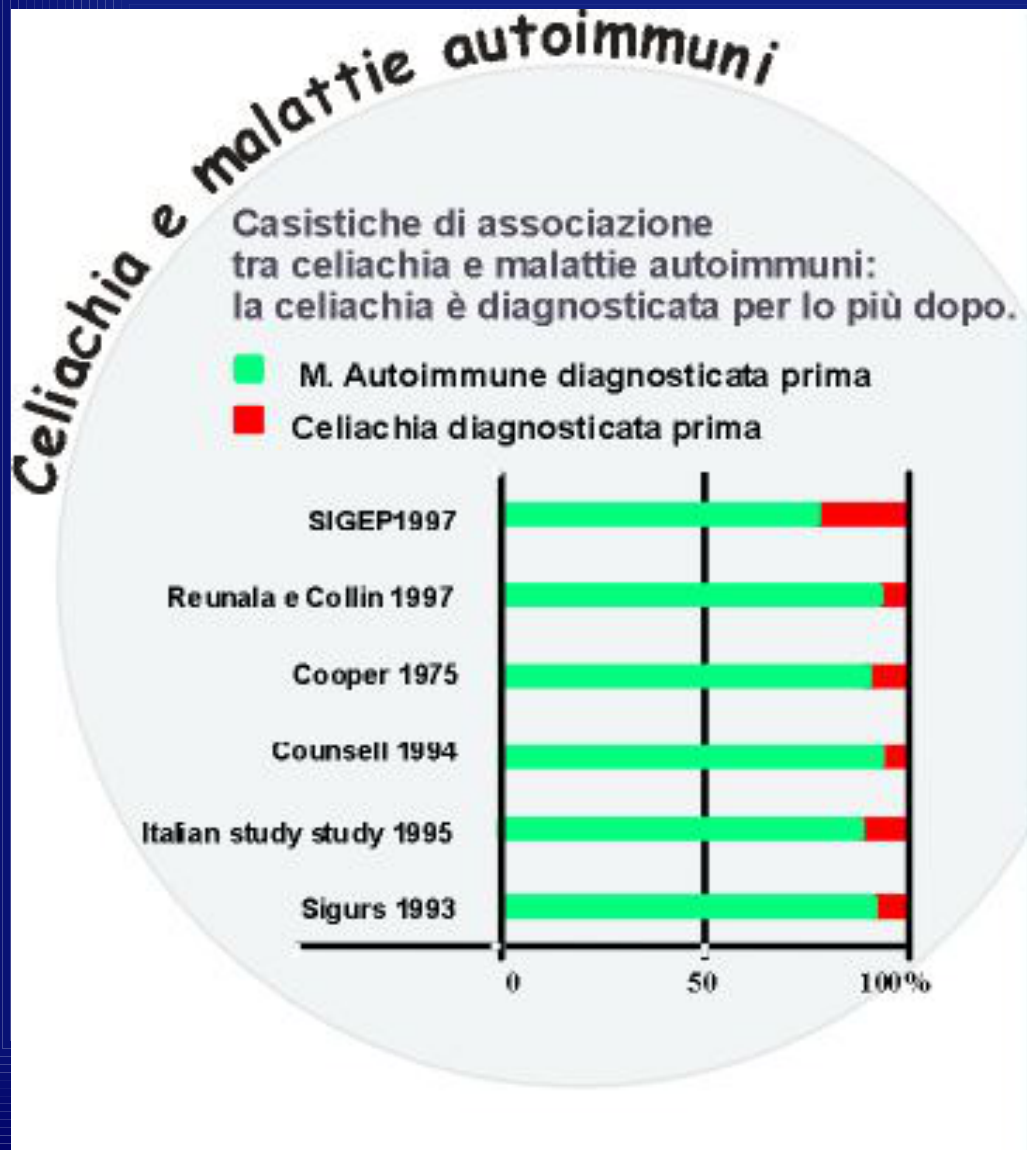 Celiachia e malattie autoimmuni
Casistiche di associazione
tra celiachia e malattie autoimmuni:
la celiachia è diagnosticata per lo più dopo.
M. Autoimmune diagnosticata prima
Celiachia diagnosticata prima
SIGEP1997
Reunala e Collin 1997
Cooper 1975
Counsell 1994
Italian study study 1995
Sigurs 1993
0 50 100%